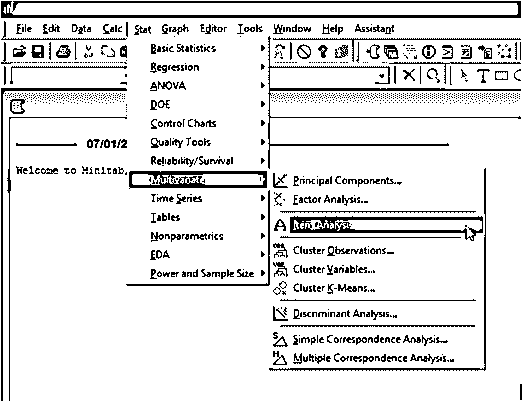 File Edit Data Calc Stat Graph Editor Tools Window Help Assistant
Basic Statistics
Regression
ANOVA
DOE
Control Charts
07/01/2
Quality Tools
Reliability/Survival
Welcome to Minitab,
Multivariate
Principal Components...
Time Series
Factor Analysis...
Tables
Item Analysis
Nonparametrics
EDA
Cluster Observations...
Power and Sample Size
Cluster Variables...
Cluster K-Means...
Discriminant Analysis...
Simple Correspondence Analysis...
Multiple Correspondence Analysis...